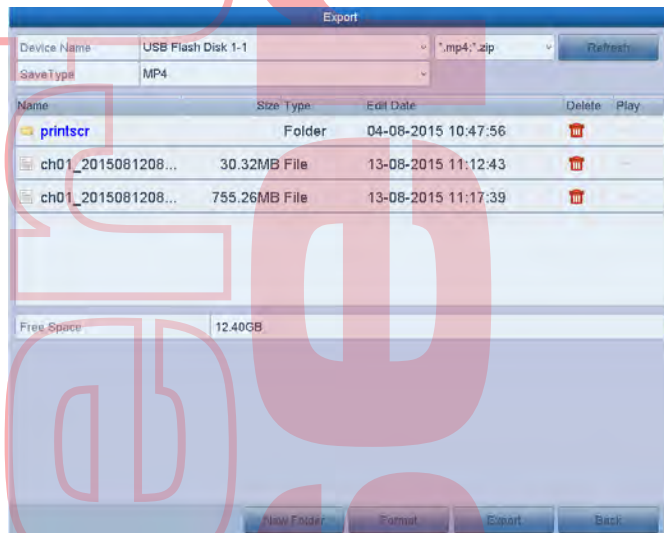 Export
Device Name USB Flash Disk 1-1 *.mp4;*.zip Refresh
SaveType MP4
Name Size Type Edit Date Delete Play
printscr Folder 04-08-2015 10:47:56
ch01_2015081208... 30.32MB File 13-08-2015 11:12:43
ch01_2015081208... 755.26MB File 13-08-2015 11:17:39
Free Space 12.40GB
New Folder Format Export Back